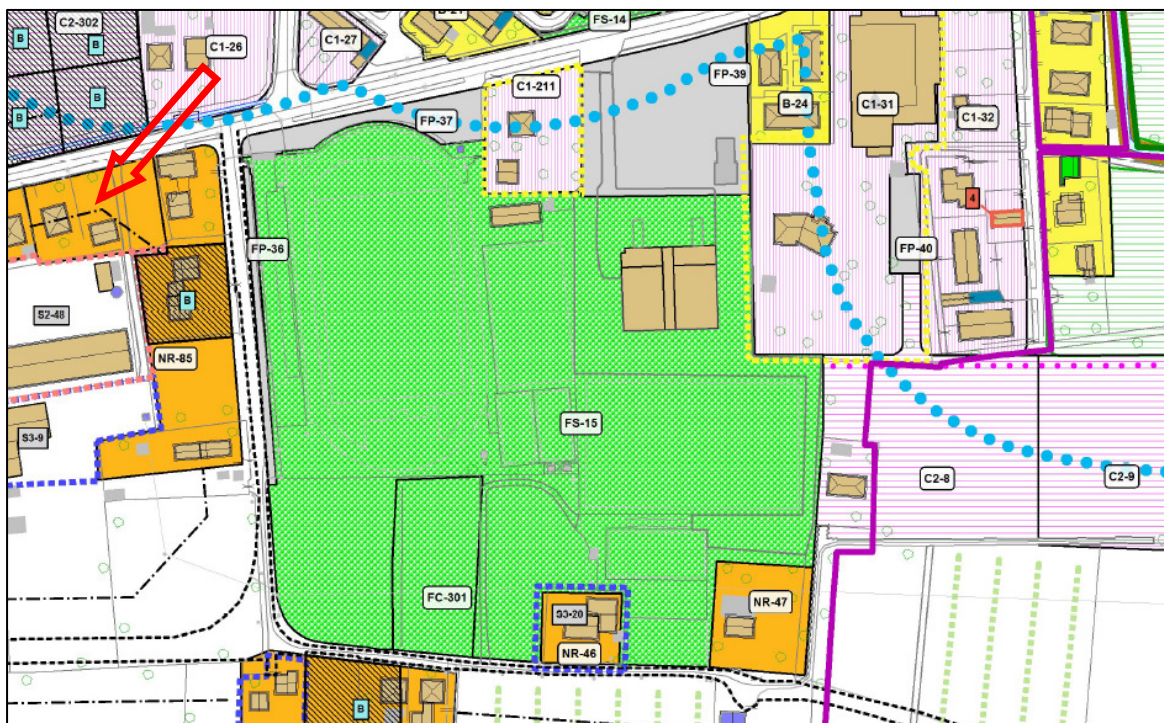 C2-302
B
B
B
B
C1-26
C1-27
FS-14
C1-211
FP-39
FP-37
B-24
C1-31
C1-32
4
FP-36
FP-40
B
S2-48
NR-85
S3-9
FS-15
C2-8
C2-9
FC-301
S3-20
NR-46
NR-47
B